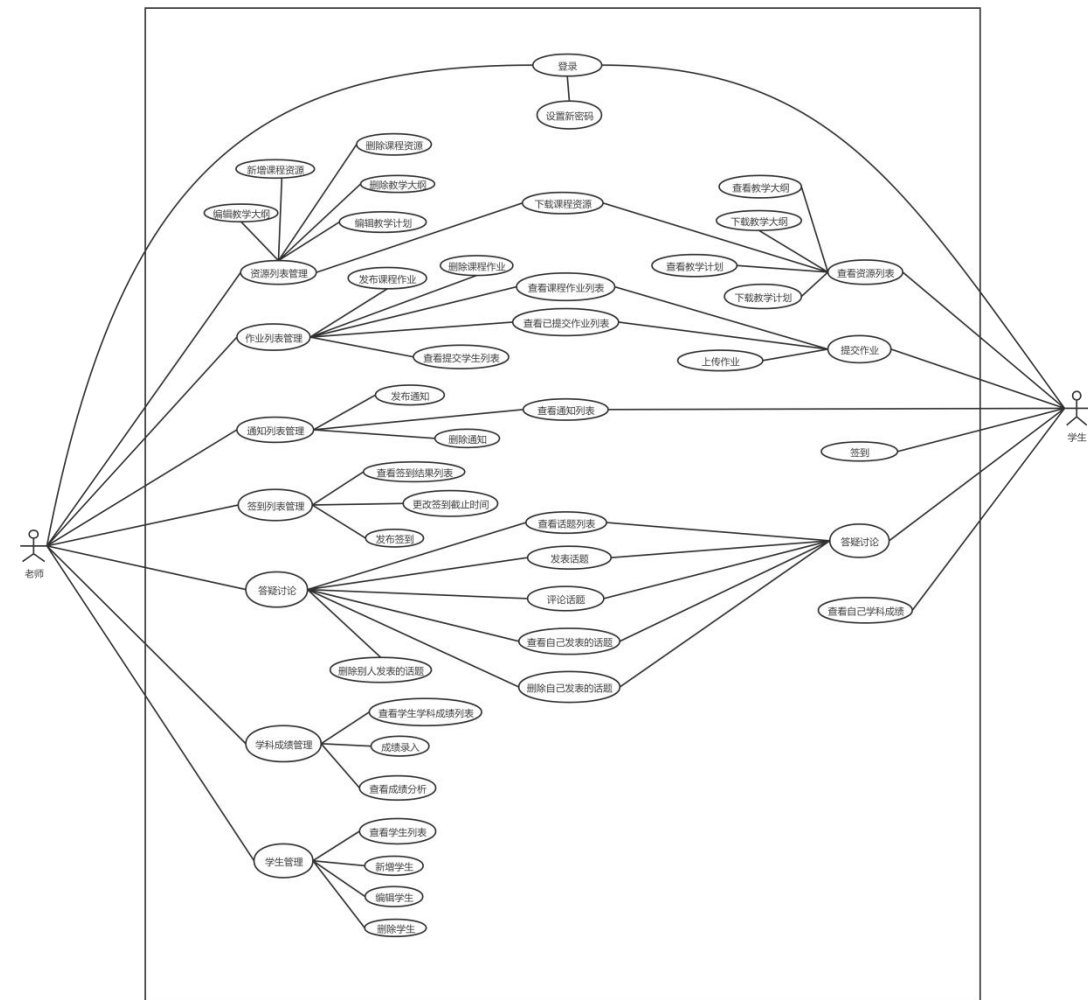 登录
设置新密码
删除课程资源
新增课程资源
删除教学大纲
编辑教学大纲
编辑教学计划
下载课程资源
查看教学大纲
下载教学大纲
查看教学计划
下载教学计划
资源列表管理
查看资源列表
发布课程作业
删除课程作业
查看课程作业列表
作业列表管理
查看已提交作业列表
查看提交学生列表
上传作业
提交作业
发布通知
查看通知列表
通知列表管理
删除通知
学生
签到
查看签到结果列表
签到列表管理
更改签到截止时间
发布签到
查看话题列表
发表话题
答疑讨论
老师
答疑讨论
评论话题
查看自己学科成绩
查看自己发表的话题
删除别人发表的话题
删除自己发表的话题
查看学生学科成绩列表
学科成绩管理
成绩录入
查看成绩分析
查看学生列表
学生管理
新增学生
编辑学生
删除学生